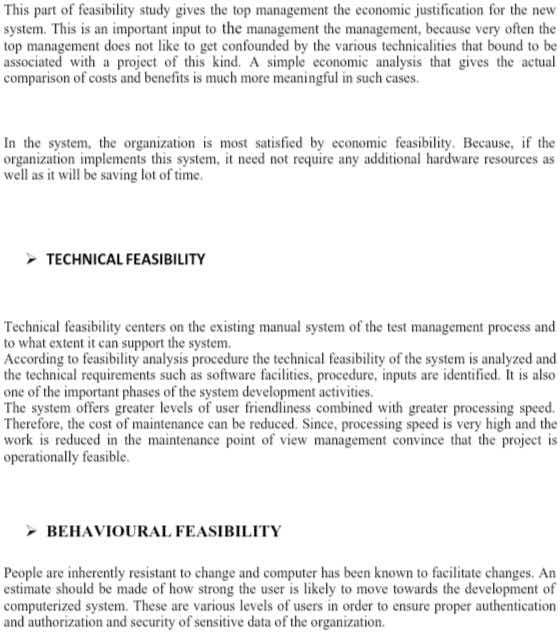 This part of feasibility study gives the top management the economic justification for the new
system. This is an important input to the management the management, because very often the
top management does not like to get confounded by the various technicalities that bound to be
associated with a project of this kind. A simple economic analysis that gives the actual
comparison of costs and benefits is much more meaningful in such cases.
In the system, the organization is most satisfied by economic feasibility. Because, if the
organization implements this system, it need not require any additional hardware resources as
well as it will be saving lot of time.
➢ TECHNICAL FEASIBILITY
Technical feasibility centers on the existing manual system of the test management process and
to what extent it can support the system.
According to feasibility analysis procedure the technical feasibility of the system is analyzed and
the technical requirements such as software facilities, procedure, inputs are identified. It is also
one of the important phases of the system development activities.
The system offers greater levels of user friendliness combined with greater processing speed.
Therefore, the cost of maintenance can be reduced. Since, processing speed is very high and the
work is reduced in the maintenance point of view management convince that the project is
operationally feasible.
➢ BEHAVIOURAL FEASIBILITY
People are inherently resistant to change and computer has been known to facilitate changes. An
estimate should be made of how strong the user is likely to move towards the development of
computerized system. These are various levels of users in order to ensure proper authentication
and authorization and security of sensitive data of the organization.